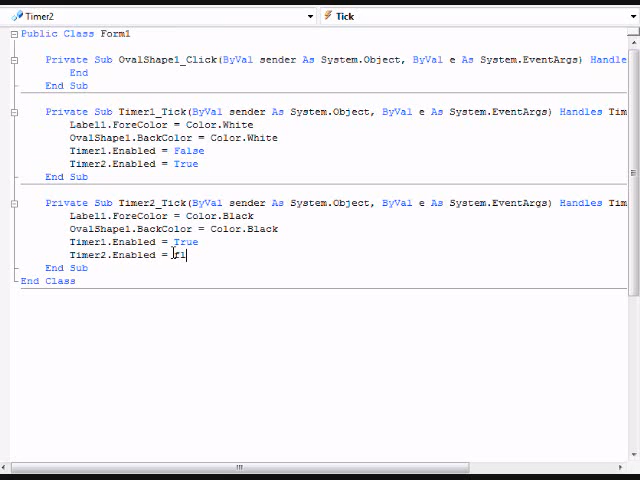 Timer2
Tick
Public Class Form1
Private Sub OvalShape1_Click(ByVal sender As System.Object, ByVal e As System.EventArgs) Handle
End
End Sub
Private Sub Timer1_Tick(ByVal sender As System.Object, ByVal e As System.EventArgs) Handles Tim
Label1.ForeColor = Color.White
OvalShape1.BackColor = Color.White
Timer1.Enabled = False
Timer2.Enabled = True
End Sub
Private Sub Timer2_Tick(ByVal sender As System.Object, ByVal e As System.EventArgs) Handles Tim
Label1.ForeColor = Color.Black
OvalShape1.BackColor = Color.Black
Timer1.Enabled = True
Timer2.Enabled =
End Sub
End Class